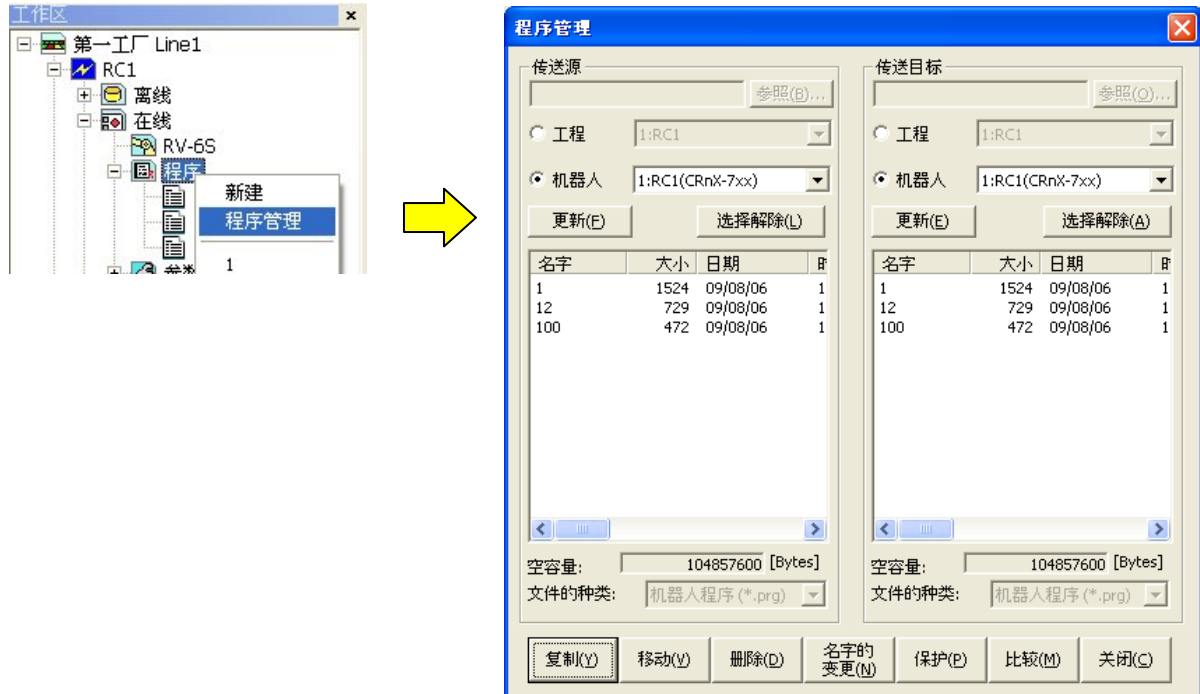 工作区
第一工厂 Line1
RC1
离线
在线
RV-6S
程序
新建
程序管理
1
程序管理
传送源
参照(B)...
工程
1:RC1
机器人
1:RC1(CRnX-7xx)
更新(F)
选择解除(L)
名字 大小 日期
1 1524 09/08/06 1
12 729 09/08/06 1
100 472 09/08/06 1
空容量: 104857600 [Bytes]
文件的种类: 机器人程序 (*.prg)
传送目标
参照(O)...
工程
1:RC1
机器人
1:RC1(CRnX-7xx)
更新(E)
选择解除(A)
名字 大小 日期
1 1524 09/08/06 1
12 729 09/08/06 1
100 472 09/08/06 1
空容量: 104857600 [Bytes]
文件的种类: 机器人程序 (*.prg)
复制(Y)
移动(V)
删除(D)
名字的
变更(N)
保护(P)
比较(M)
关闭(C)